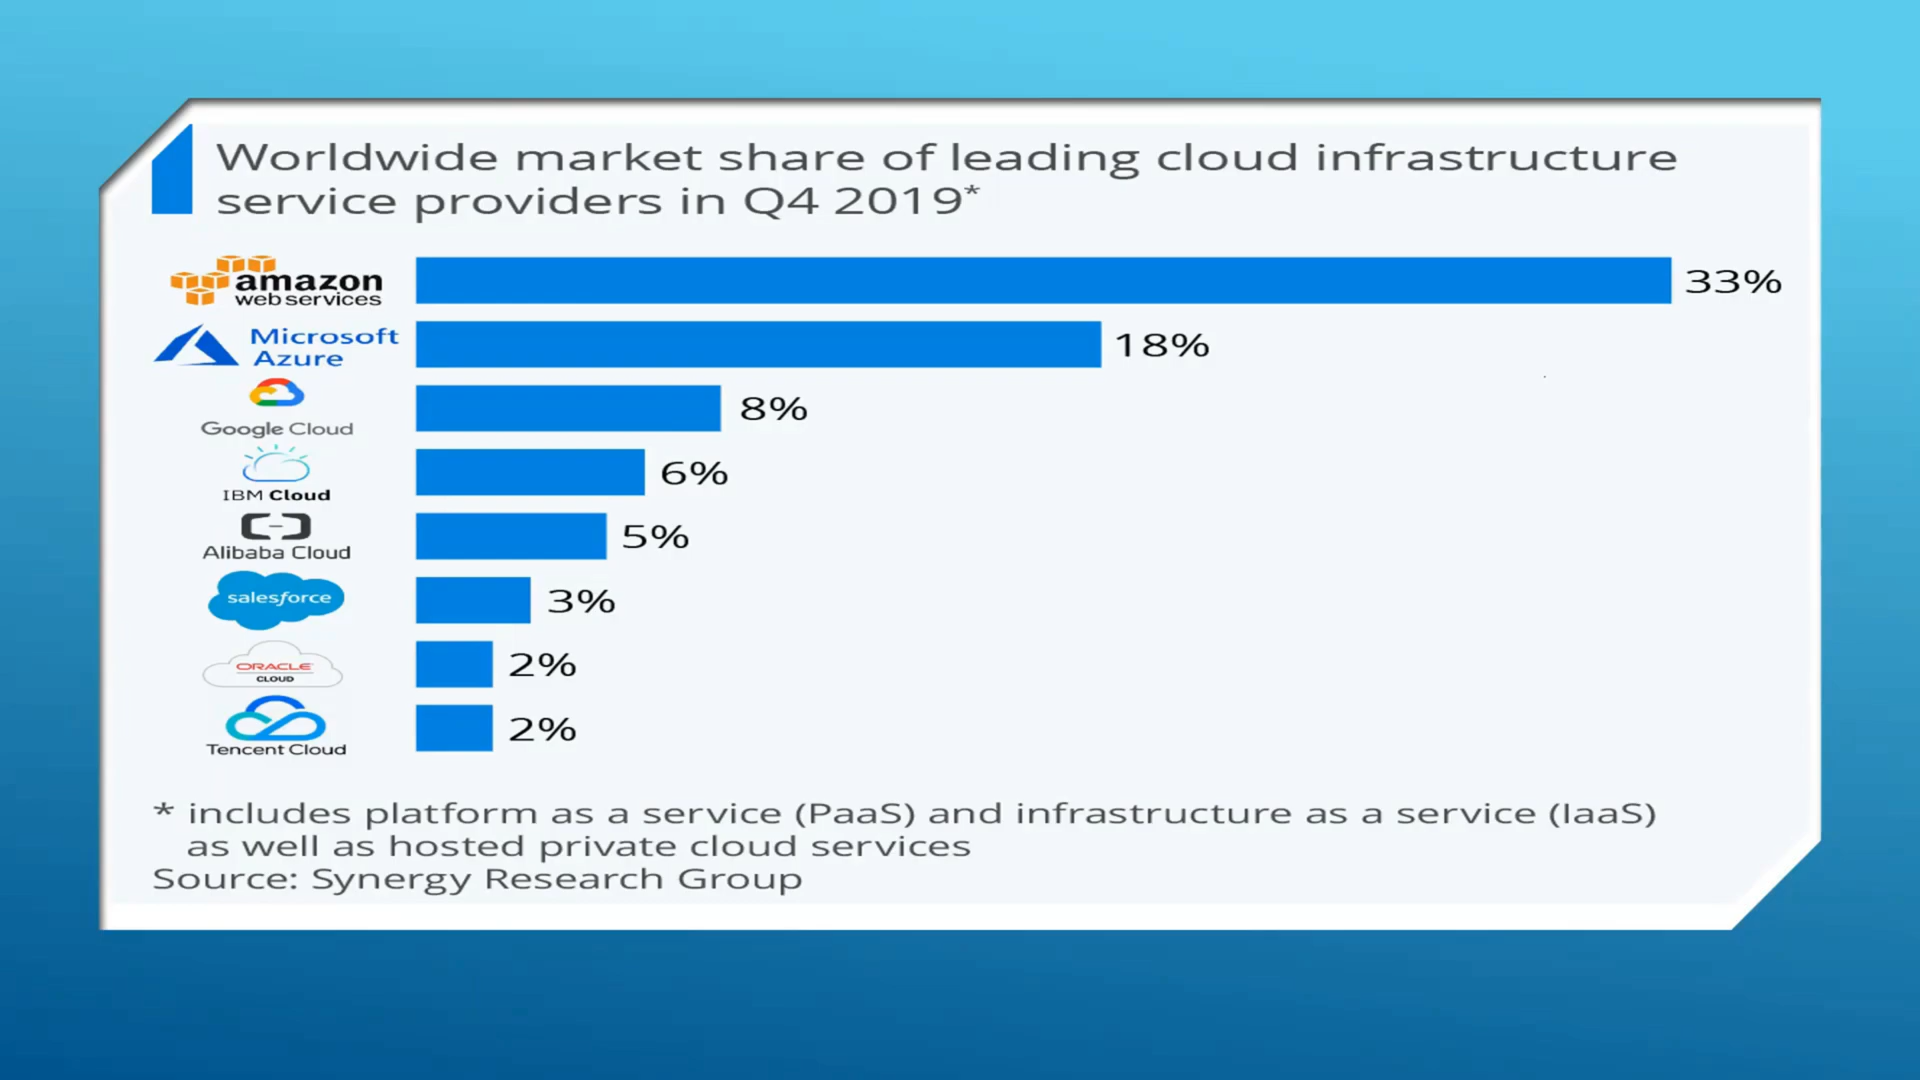 Worldwide market share of leading cloud infrastructure
service providers in Q4 2019*
amazon
web services
33%
Microsoft
Azure
18%
Google Cloud
8%
IBM Cloud
6%
Alibaba Cloud
5%
salesforce
3%
ORACLE
CLOUD
2%
Tencent Cloud
2%
* includes platform as a service (PaaS) and infrastructure as a service (IaaS)
as well as hosted private cloud services
Source: Synergy Research Group